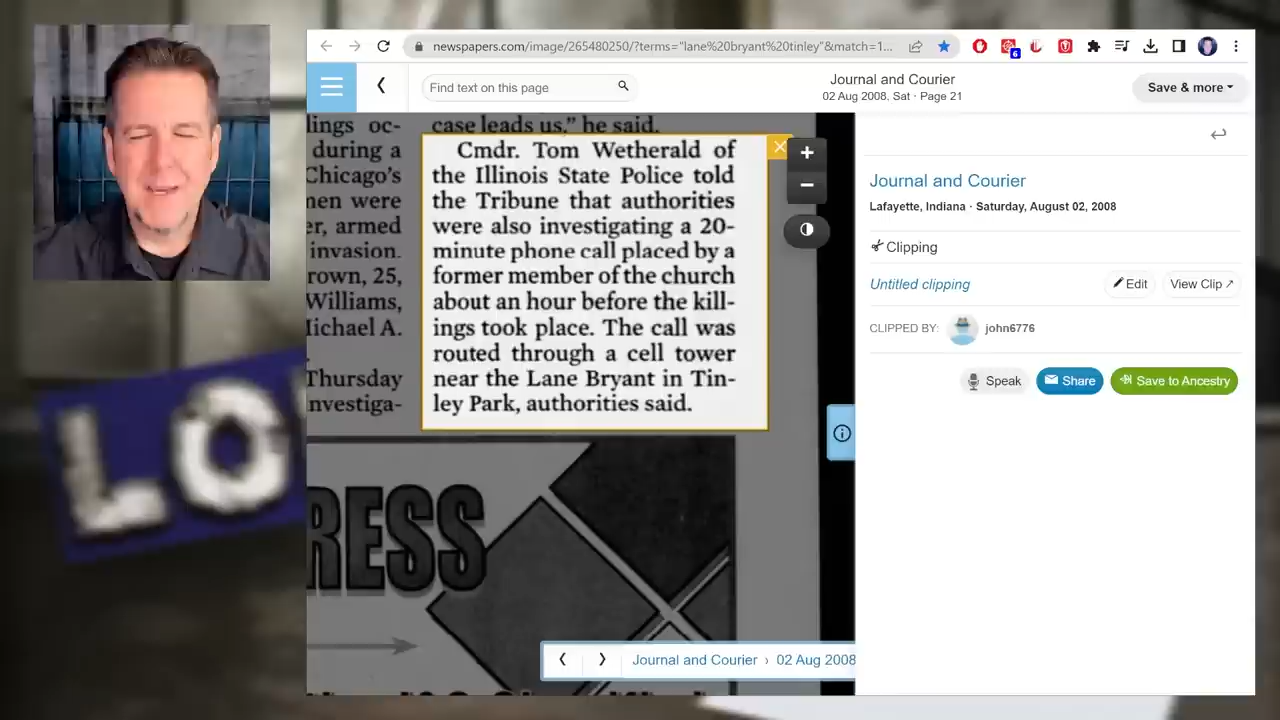 newspapers.com/image/265480250/?terms="lane%20bryant%20tinley"&match=1...
6
Find text on this page
Journal and Courier
02 Aug 2008, Sat · Page 21
Save & more
lings oc-
during a
Chicago's
men were
er, armed
invasion.
rown, 25,
Williams,
Michael A.
Thursday
nvestiga-
case leads us," he said.
Cmdr. Tom Wetherald of
the Illinois State Police told
the Tribune that authorities
were also investigating a 20-
minute phone call placed by a
former member of the church
about an hour before the kill-
ings took place. The call was
routed through a cell tower
near the Lane Bryant in Tin-
ley Park, authorities said.
RESS
Journal and Courier › 02 Aug 2008
Journal and Courier
Lafayette, Indiana · Saturday, August 02, 2008
Clipping
Untitled clipping
Edit
View Clip
CLIPPED BY:
john6776
Speak
Share
Save to Ancestry
LO